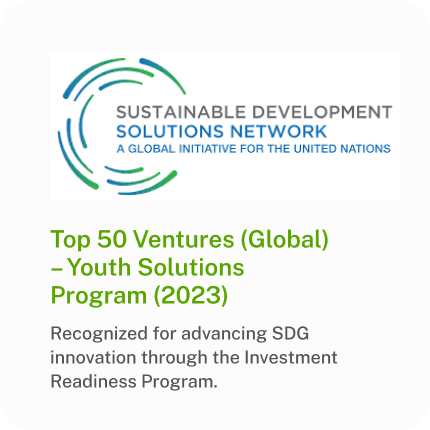 SUSTAINABLE DEVELOPMENT
SOLUTIONS NETWORK
A GLOBAL INITIATIVE FOR THE UNITED NATIONS
Top 50 Ventures (Global)
– Youth Solutions
Program (2023)
Recognized for advancing SDG
innovation through the Investment
Readiness Program.